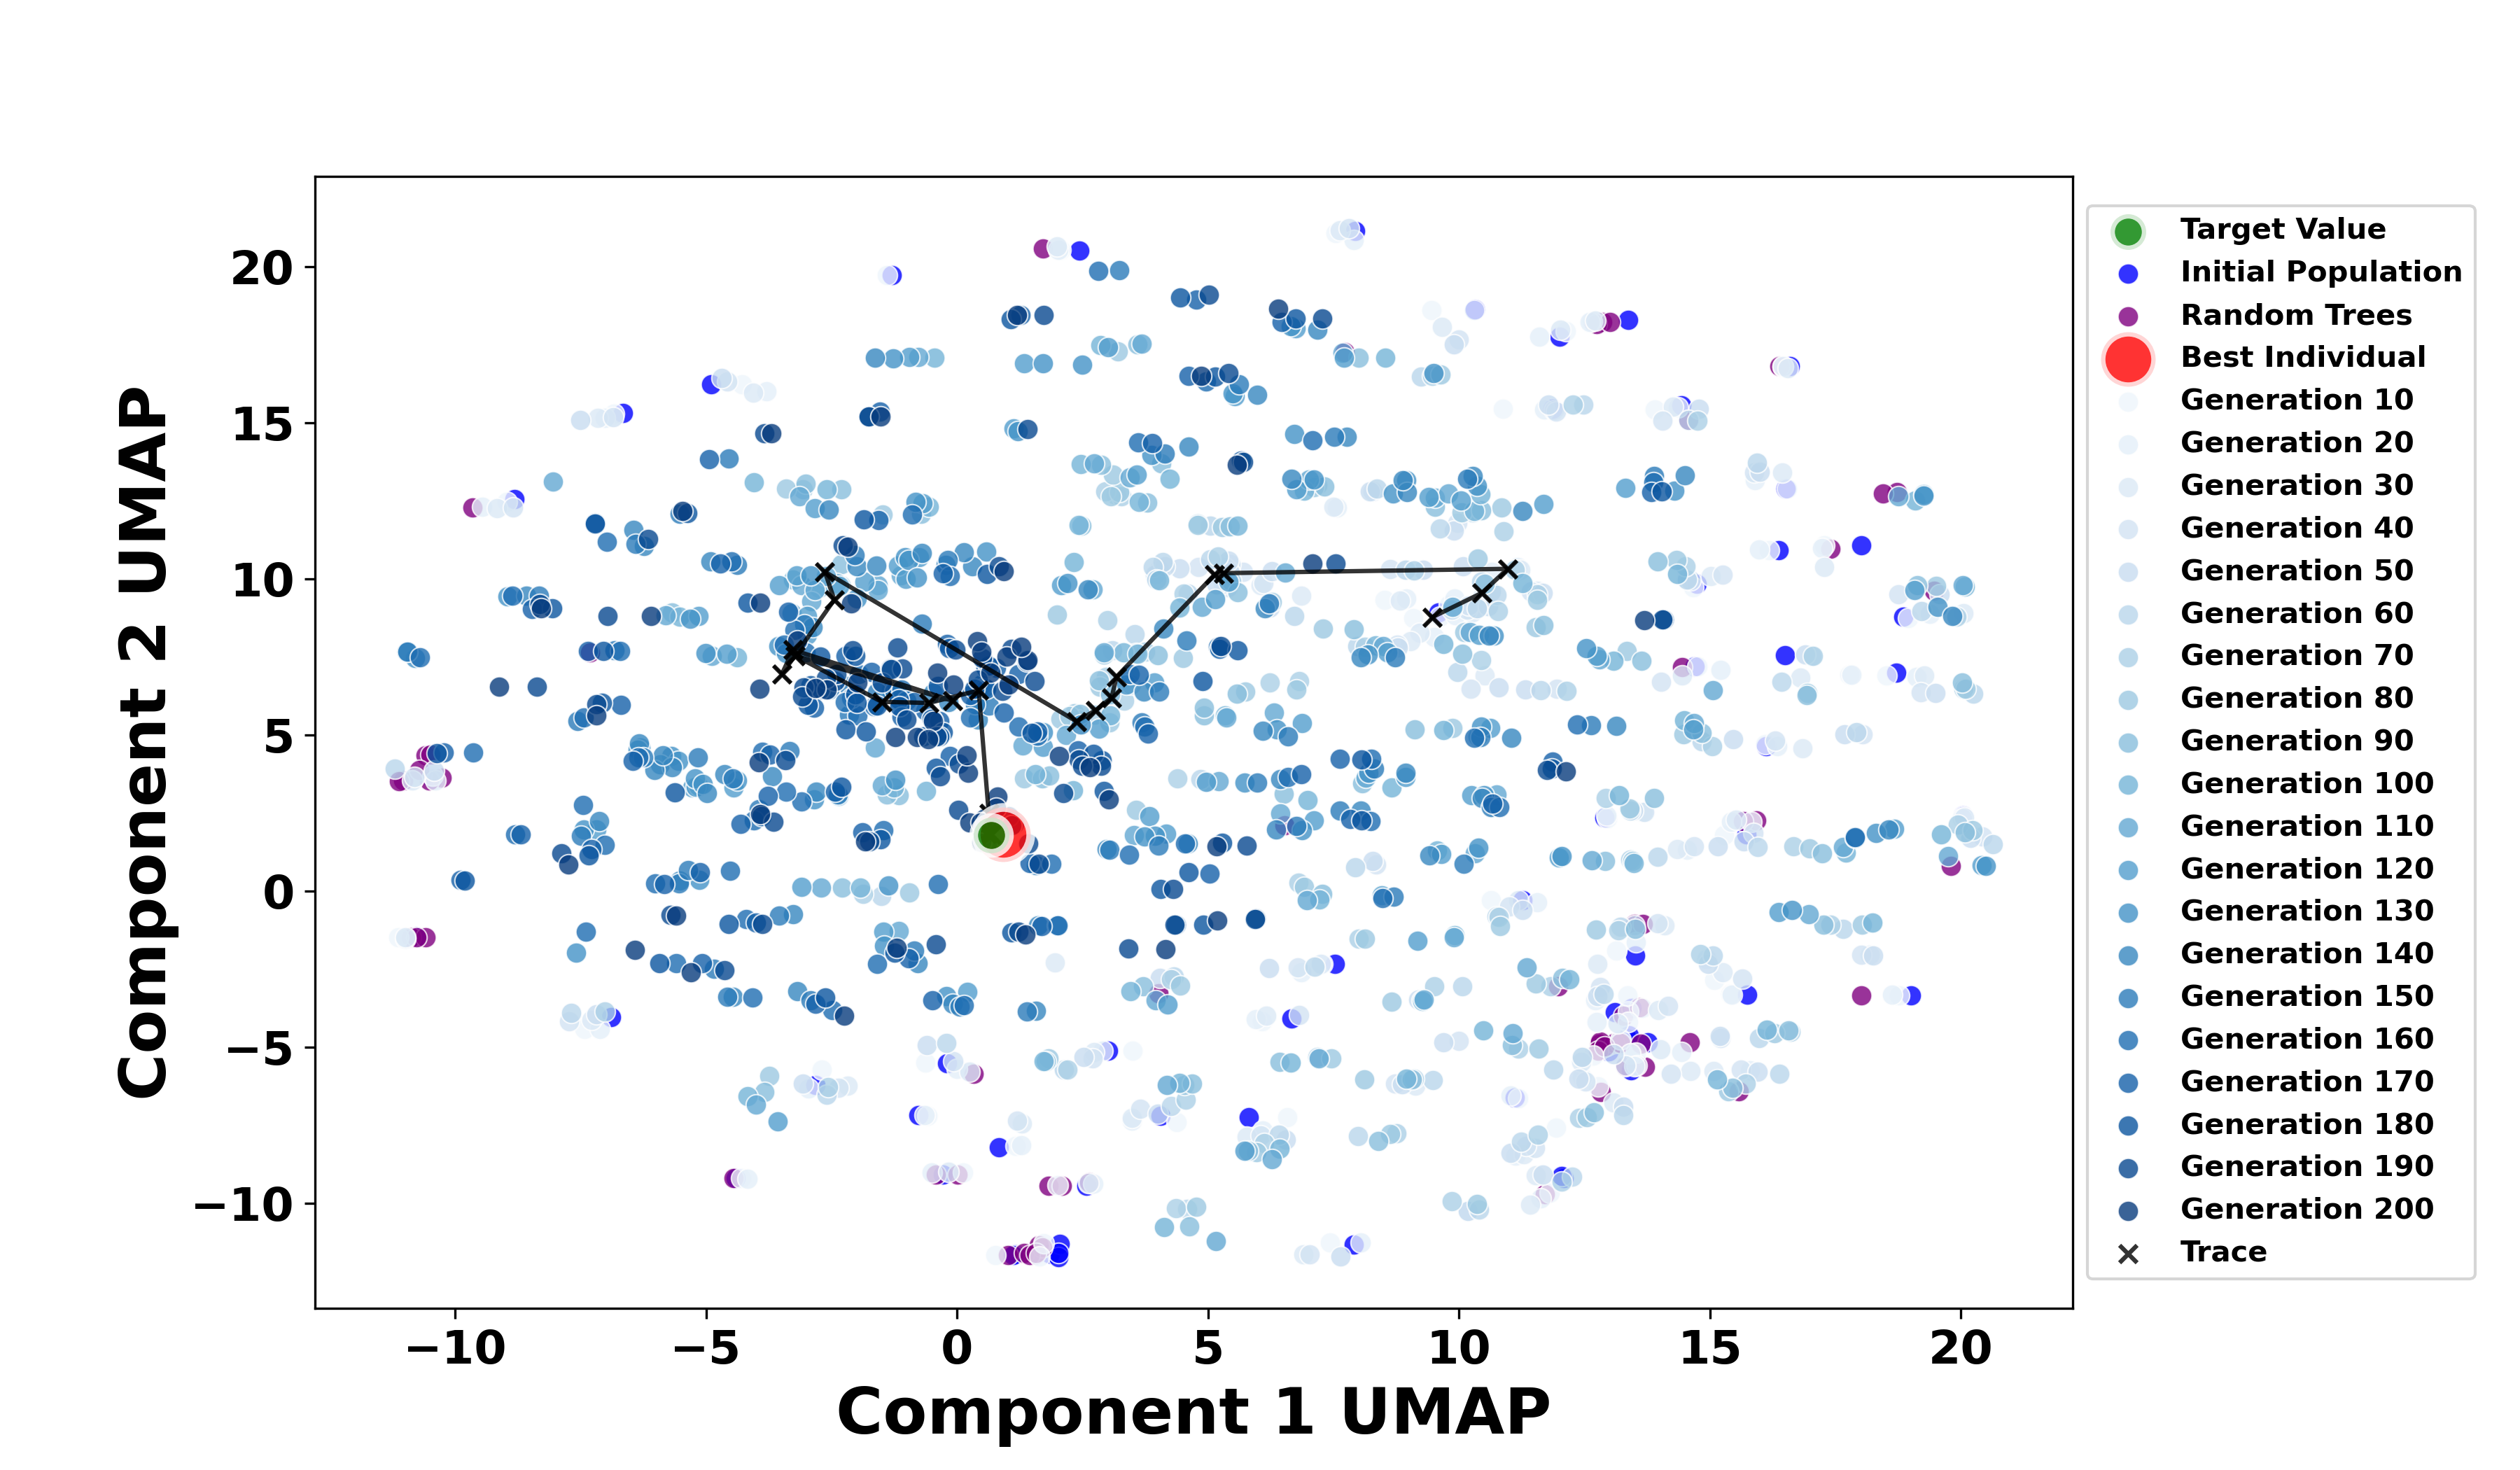 20
15
10
5
0
−5
−10
Component 2 UMAP
−10 −5 0 5 10 15 20
Component 1 UMAP
Target Value
Initial Population
Random Trees
Best Individual
Generation 10
Generation 20
Generation 30
Generation 40
Generation 50
Generation 60
Generation 70
Generation 80
Generation 90
Generation 100
Generation 110
Generation 120
Generation 130
Generation 140
Generation 150
Generation 160
Generation 170
Generation 180
Generation 190
Generation 200
Trace